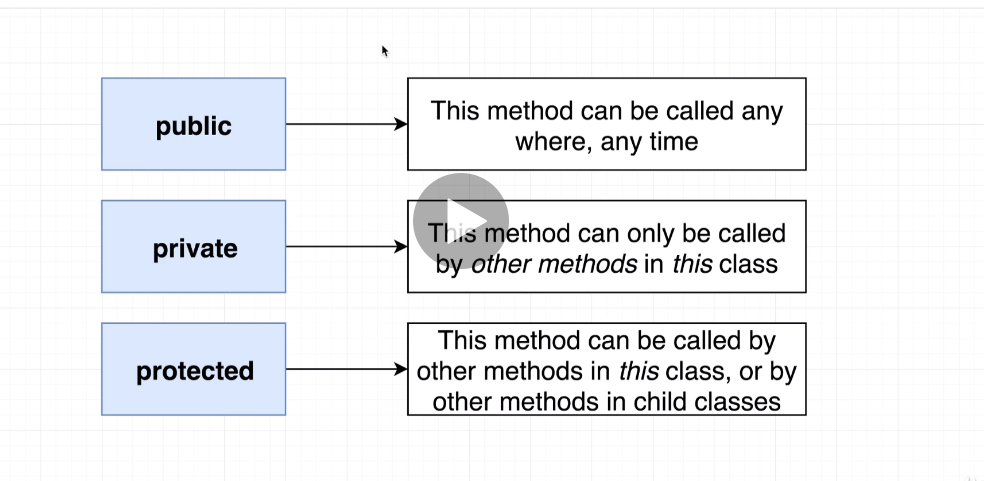 public
This method can be called any
where, any time
private
This method can only be called
by other methods in this class
protected
This method can be called by
other methods in this class, or by
other methods in child classes